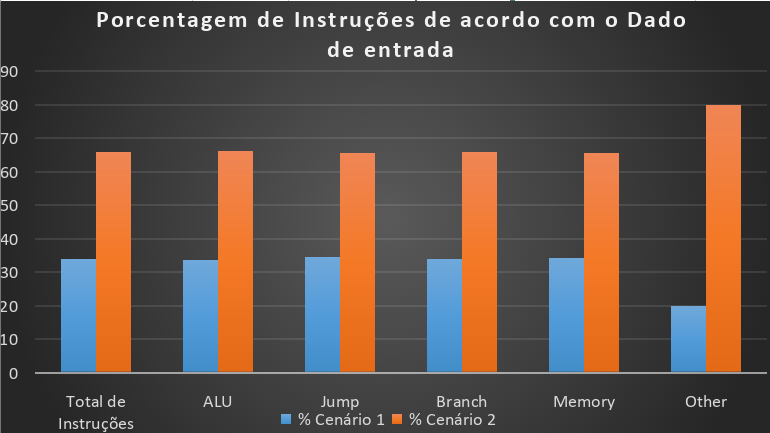 Porcentagem de Instruções de acordo com o Dado
de entrada
90
80
70
60
50
40
30
20
10
0
Total de
Instruções
ALU
Jump
Branch
Memory
Other
% Cenário 1
% Cenário 2